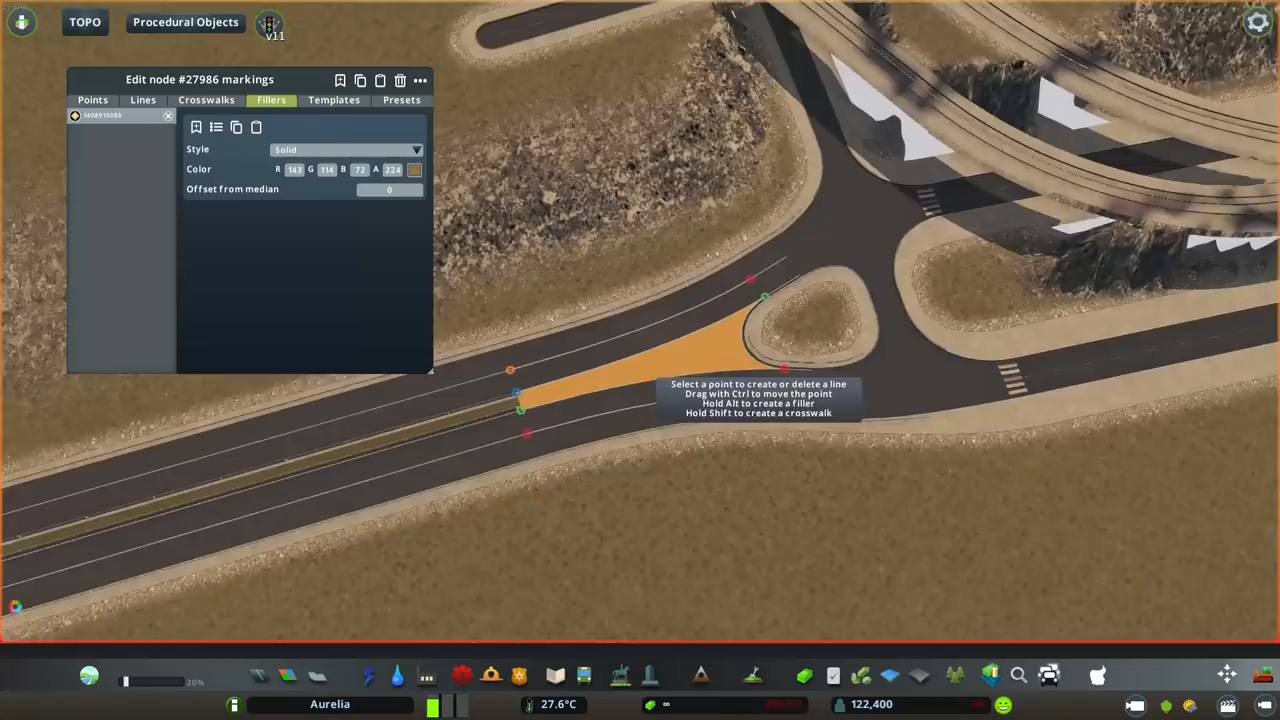 TOPO
Procedural Objects
v11
Edit node #27986 markings
Points
Lines
Crosswalks
Fillers
Templates
Presets
1408910080
Style
Solid
Color
R 143 G 114 B 72 A 224
Offset from median
0
Select a point to create or delete a line
Drag with Ctrl to move the point
Hold Alt to create a filler
Hold Shift to create a crosswalk
20%
Aurelia
27.6°C
∞
122,400